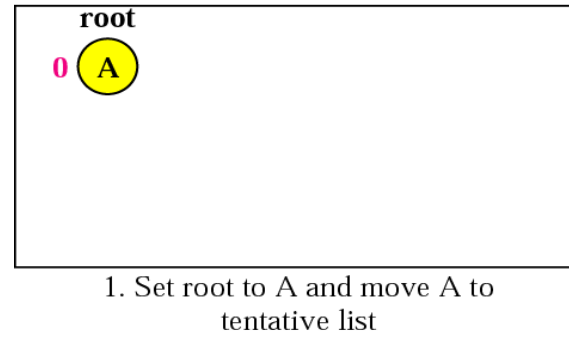 root
0 A
1. Set root to A and move A to
tentative list